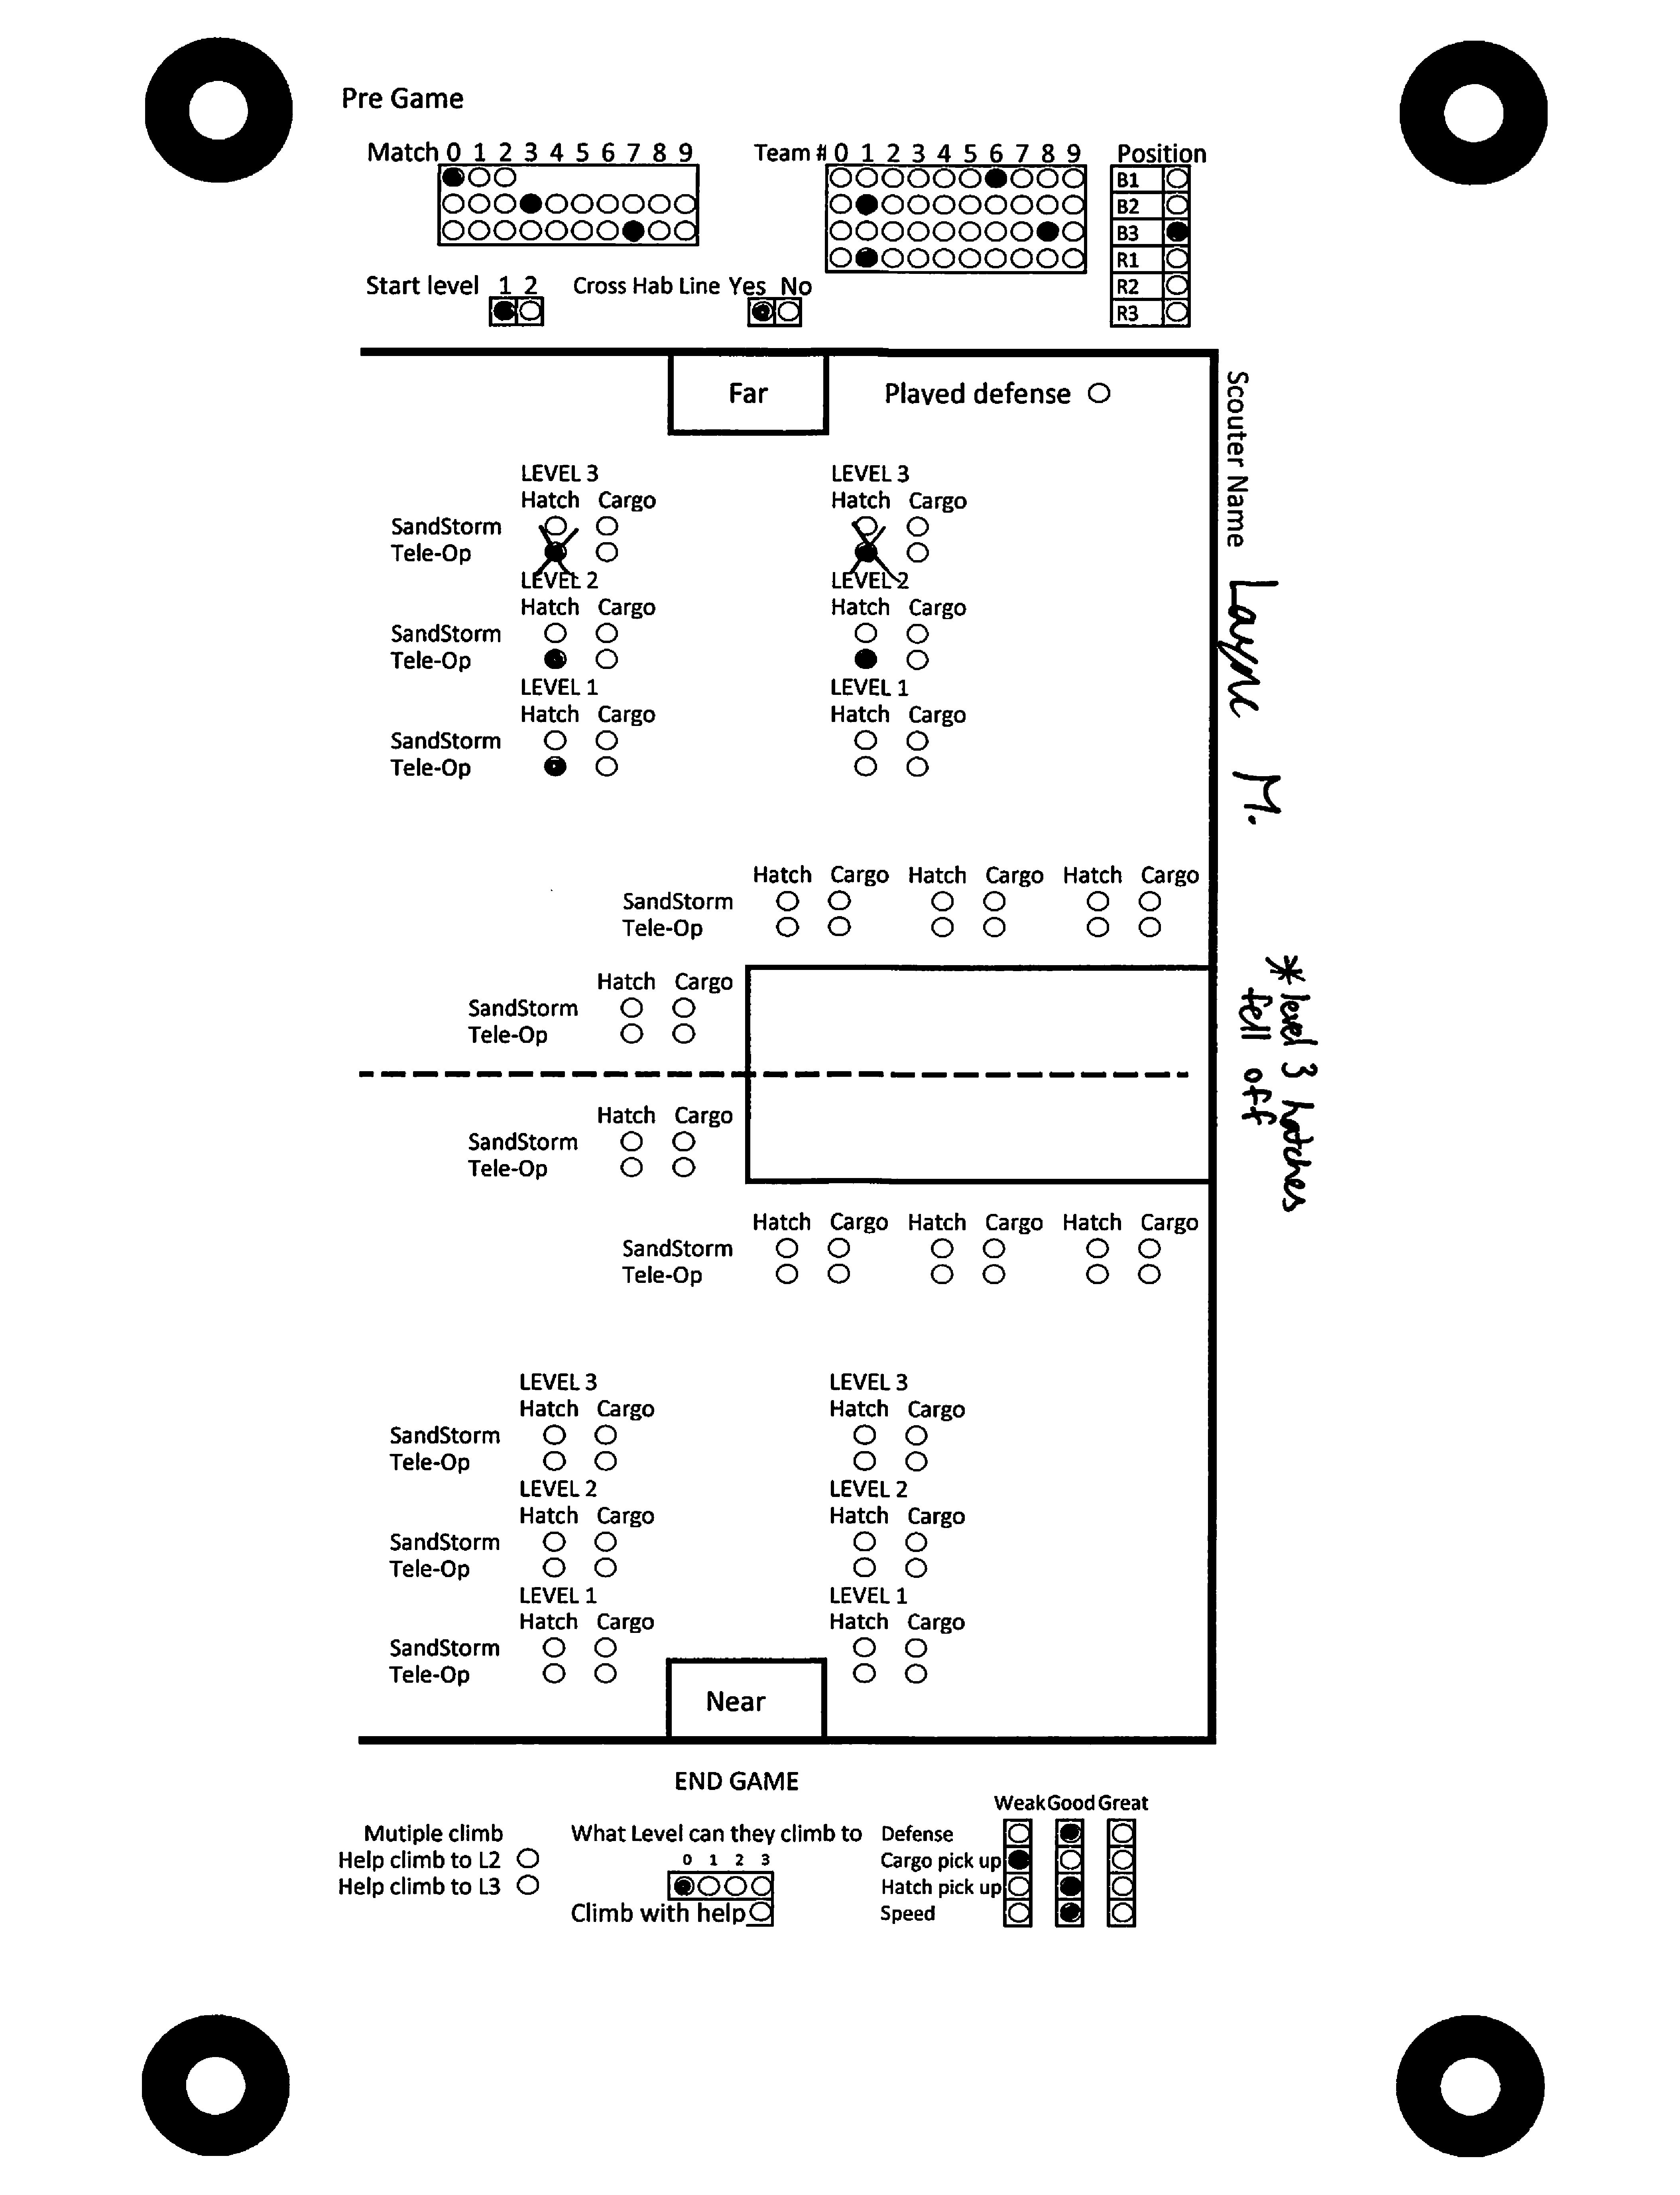 Pre Game
Match 0 1 2 3 4 5 6 7 8 9
Team # 0 1 2 3 4 5 6 7 8 9
Position
B1
B2
B3
R1
R2
R3
Start level 1 2
Cross Hab Line Yes No
Far
Played defense
Scouter Name Layne M.
LEVEL 3 LEVEL 3
Hatch Cargo Hatch Cargo
SandStorm
Tele-Op
LEVEL 2 LEVEL 2
Hatch Cargo Hatch Cargo
SandStorm
Tele-Op
LEVEL 1 LEVEL 1
Hatch Cargo Hatch Cargo
SandStorm
Tele-Op
Hatch Cargo Hatch Cargo Hatch Cargo
SandStorm
Tele-Op
*level 3 hatches
fell off
Hatch Cargo
SandStorm
Tele-Op
Hatch Cargo
SandStorm
Tele-Op
Hatch Cargo Hatch Cargo Hatch Cargo
SandStorm
Tele-Op
LEVEL 3 LEVEL 3
Hatch Cargo Hatch Cargo
SandStorm
Tele-Op
LEVEL 2 LEVEL 2
Hatch Cargo Hatch Cargo
SandStorm
Tele-Op
LEVEL 1 LEVEL 1
Hatch Cargo Hatch Cargo
SandStorm
Tele-Op
Near
END GAME
Mutiple climb
Help climb to L2
Help climb to L3
What Level can they climb to
0 1 2 3
Climb with help
Weak Good Great
Defense
Cargo pick up
Hatch pick up
Speed